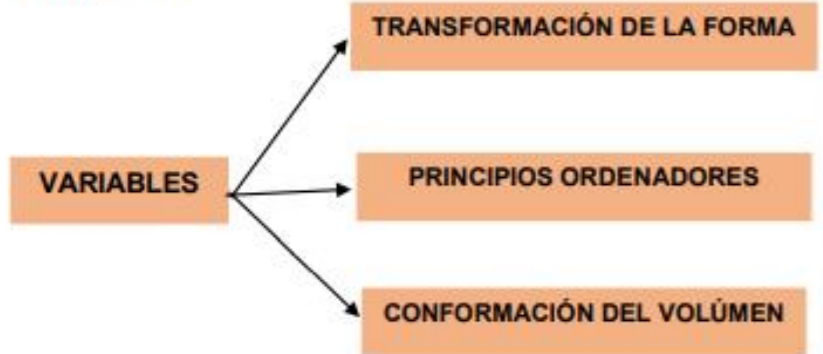 TRANSFORMACIÓN DE LA FORMA
VARIABLES
PRINCIPIOS ORDENADORES
CONFORMACIÓN DEL VOLÚMEN